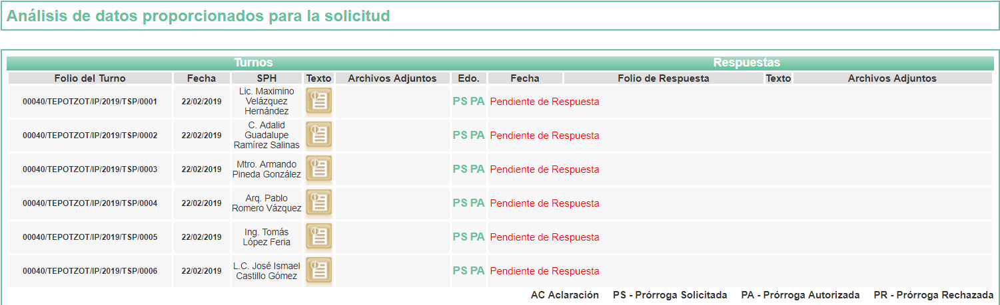 Análisis de datos proporcionados para la solicitud
Turnos Respuestas
Folio del Turno Fecha SPH Texto Archivos Adjuntos Edo. Fecha Folio de Respuesta Texto Archivos Adjuntos
00040/TEPOTZOT/IP/2019/TSP/0001 22/02/2019 Lic. Maximino
Velázquez
Hernández
PS PA Pendiente de Respuesta
00040/TEPOTZOT/IP/2019/TSP/0002 22/02/2019 C. Adalid
Guadalupe
Ramírez Salinas
PS PA Pendiente de Respuesta
00040/TEPOTZOT/IP/2019/TSP/0003 22/02/2019 Mtro. Armando
Pineda González
PS PA Pendiente de Respuesta
00040/TEPOTZOT/IP/2019/TSP/0004 22/02/2019 Arq. Pablo
Romero Vázquez
PS PA Pendiente de Respuesta
00040/TEPOTZOT/IP/2019/TSP/0005 22/02/2019 Ing. Tomás
López Feria
PS PA Pendiente de Respuesta
00040/TEPOTZOT/IP/2019/TSP/0006 22/02/2019 L.C. José Ismael
Castillo Gómez
PS PA Pendiente de Respuesta
AC Aclaración PS - Prórroga Solicitada PA - Prórroga Autorizada PR - Prórroga Rechazada